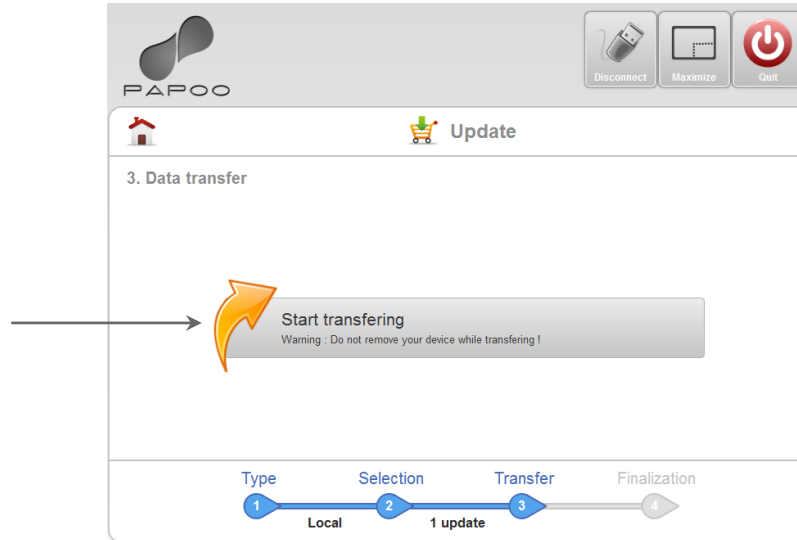 PAPOO
Disconnect
Maximize
Quit
Update
3. Data transfer
Start transfering
Warning : Do not remove your device while transfering !
Type
Selection
Transfer
Finalization
1
2
3
4
Local
1 update